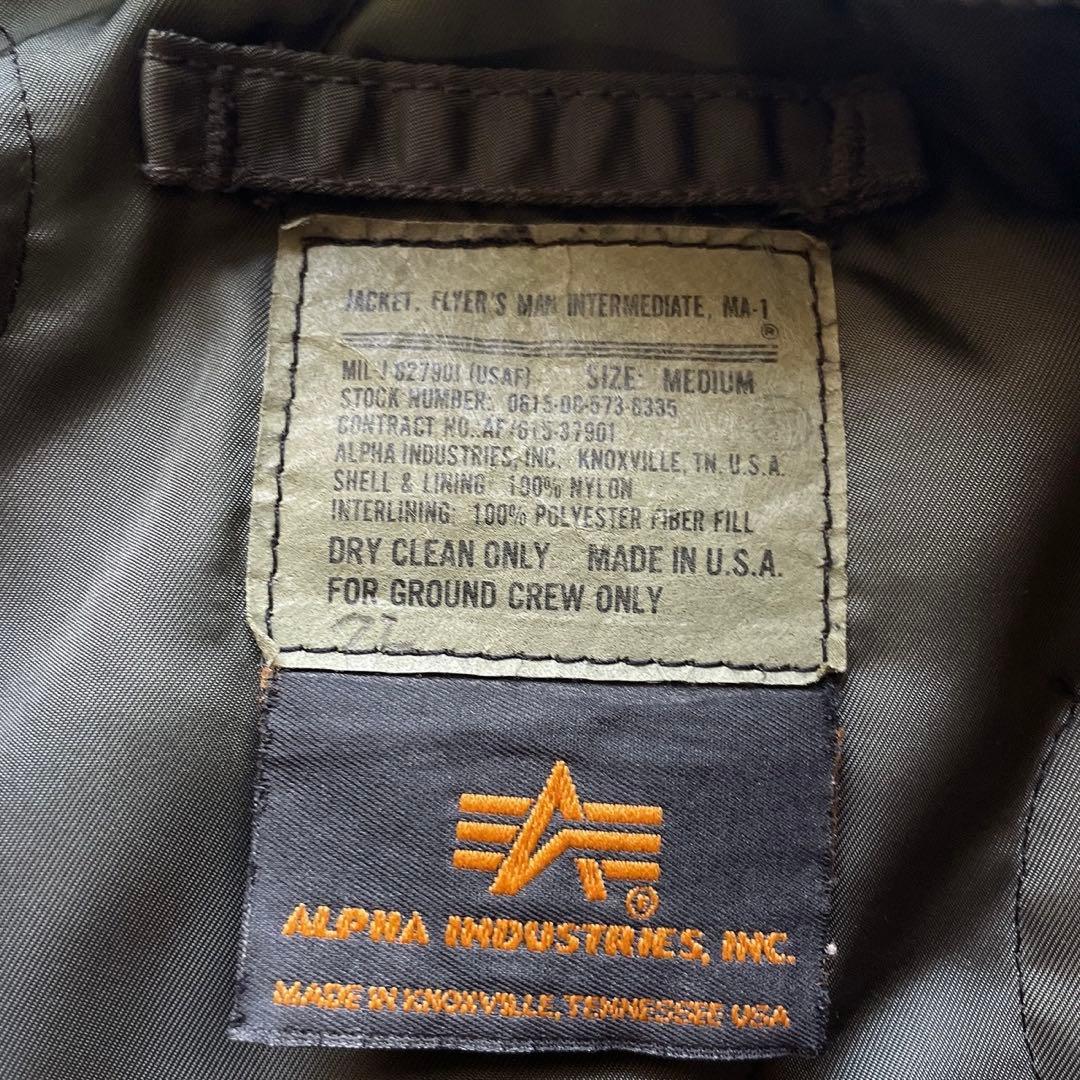 JACKET, FLYER'S MAN INTERMEDIATE, MA-1
®
MIL-J-827901 (USAF) SIZE: MEDIUM
STOCK NUMBER: 0615-00-573-8335
CONTRACT NO.:AF/615-37901
ALPHA INDUSTRIES, INC. KNOXVILLE, TN. U.S.A.
SHELL & LINING: 100% NYLON
INTERLINING: 100% POLYESTER FIBER FILL
DRY CLEAN ONLY MADE IN U.S.A.
FOR GROUND CREW ONLY
®
ALPHA INDUSTRIES, INC.
MADE IN KNOXVILLE, TENNESSEE USA